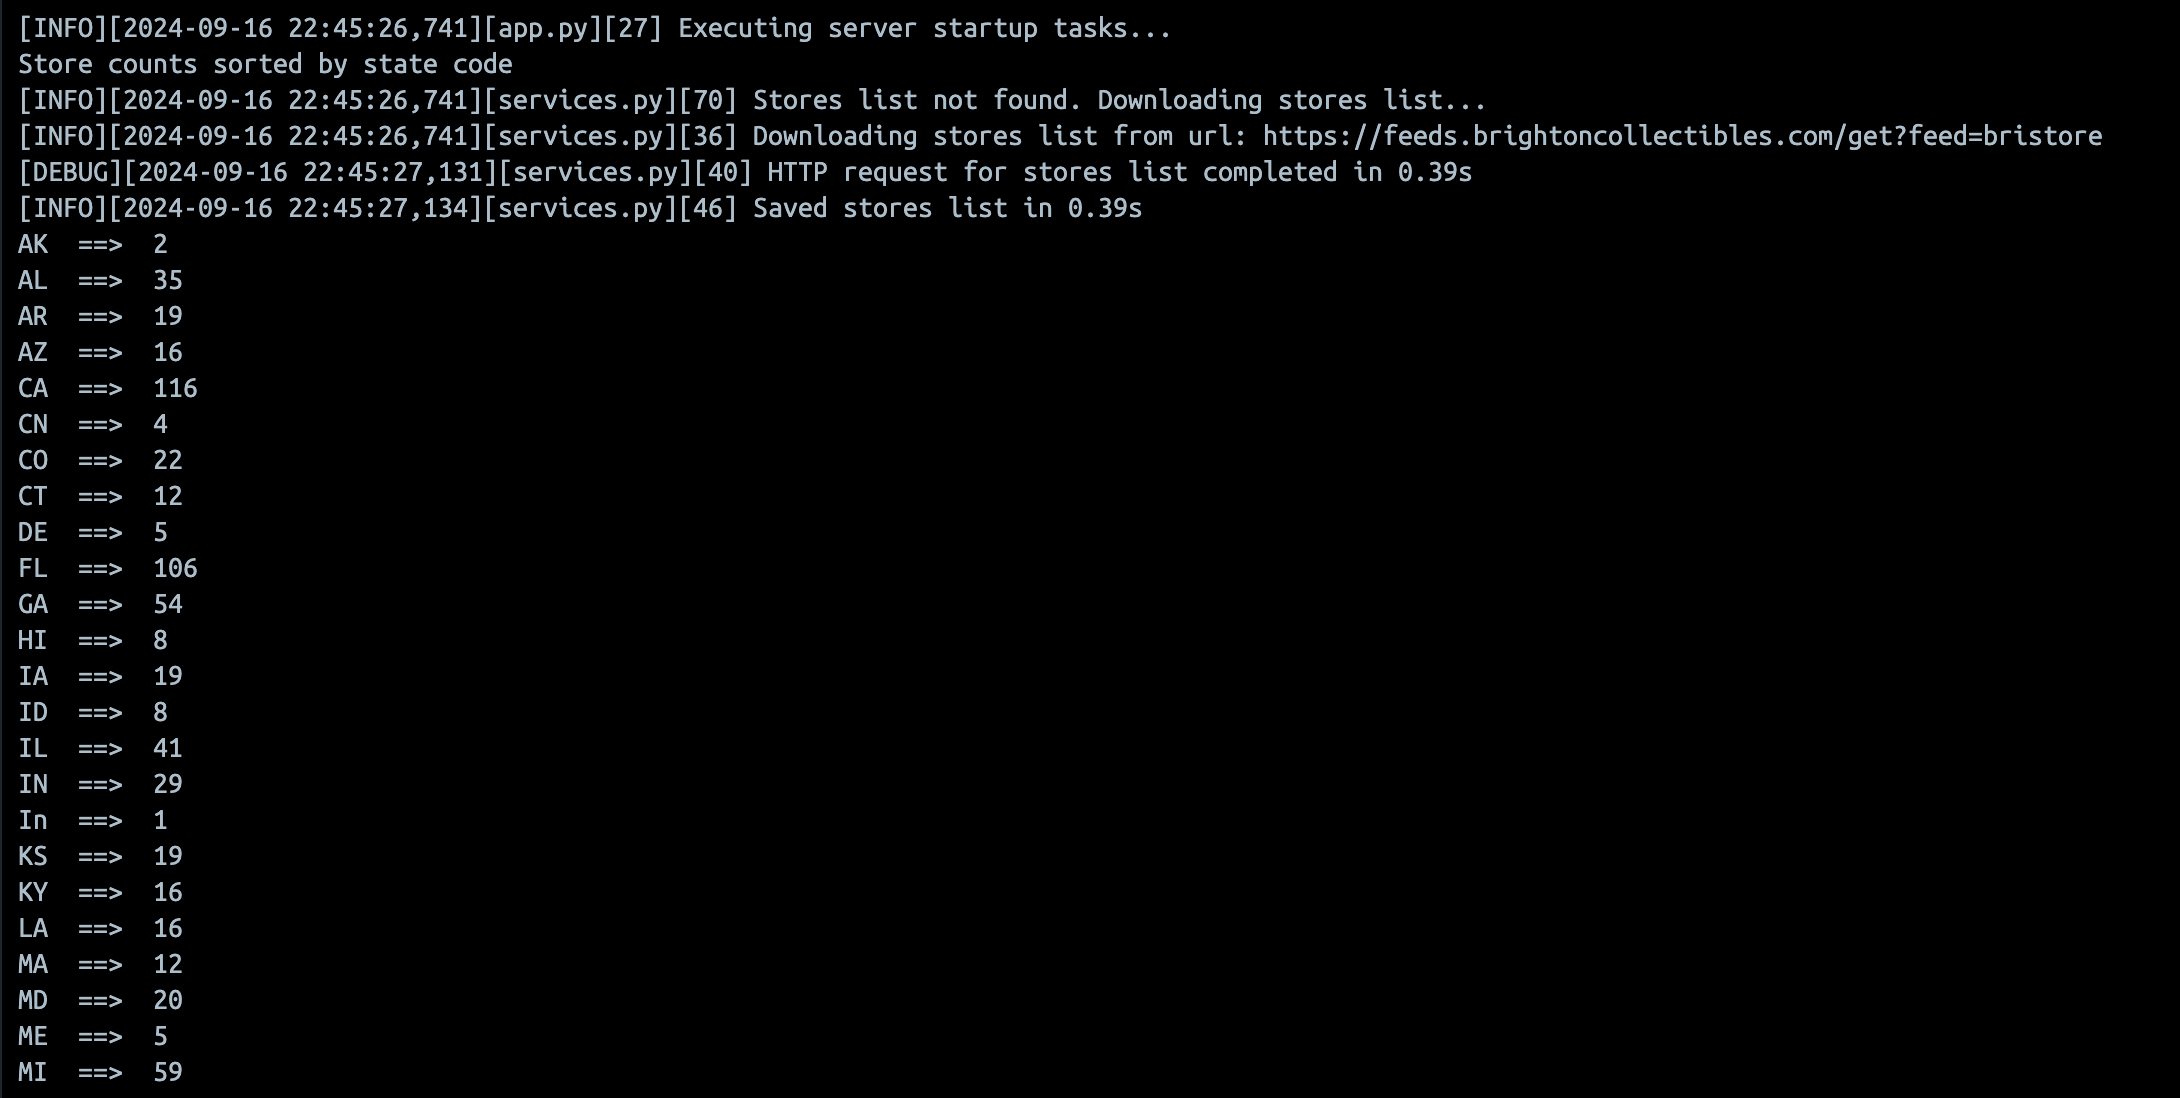 [INFO][2024-09-16 22:45:26,741][app.py][27] Executing server startup tasks...
Store counts sorted by state code
[INFO][2024-09-16 22:45:26,741][services.py][70] Stores list not found. Downloading stores list...
[INFO][2024-09-16 22:45:26,741][services.py][36] Downloading stores list from url: https://feeds.brightoncollectibles.com/get?feed=bristore
[DEBUG][2024-09-16 22:45:27,131][services.py][40] HTTP request for stores list completed in 0.39s
[INFO][2024-09-16 22:45:27,134][services.py][46] Saved stores list in 0.39s
AK  ==>  2
AL  ==>  35
AR  ==>  19
AZ  ==>  16
CA  ==>  116
CN  ==>  4
CO  ==>  22
CT  ==>  12
DE  ==>  5
FL  ==>  106
GA  ==>  54
HI  ==>  8
IA  ==>  19
ID  ==>  8
IL  ==>  41
IN  ==>  29
In  ==>  1
KS  ==>  19
KY  ==>  16
LA  ==>  16
MA  ==>  12
MD  ==>  20
ME  ==>  5
MI  ==>  59